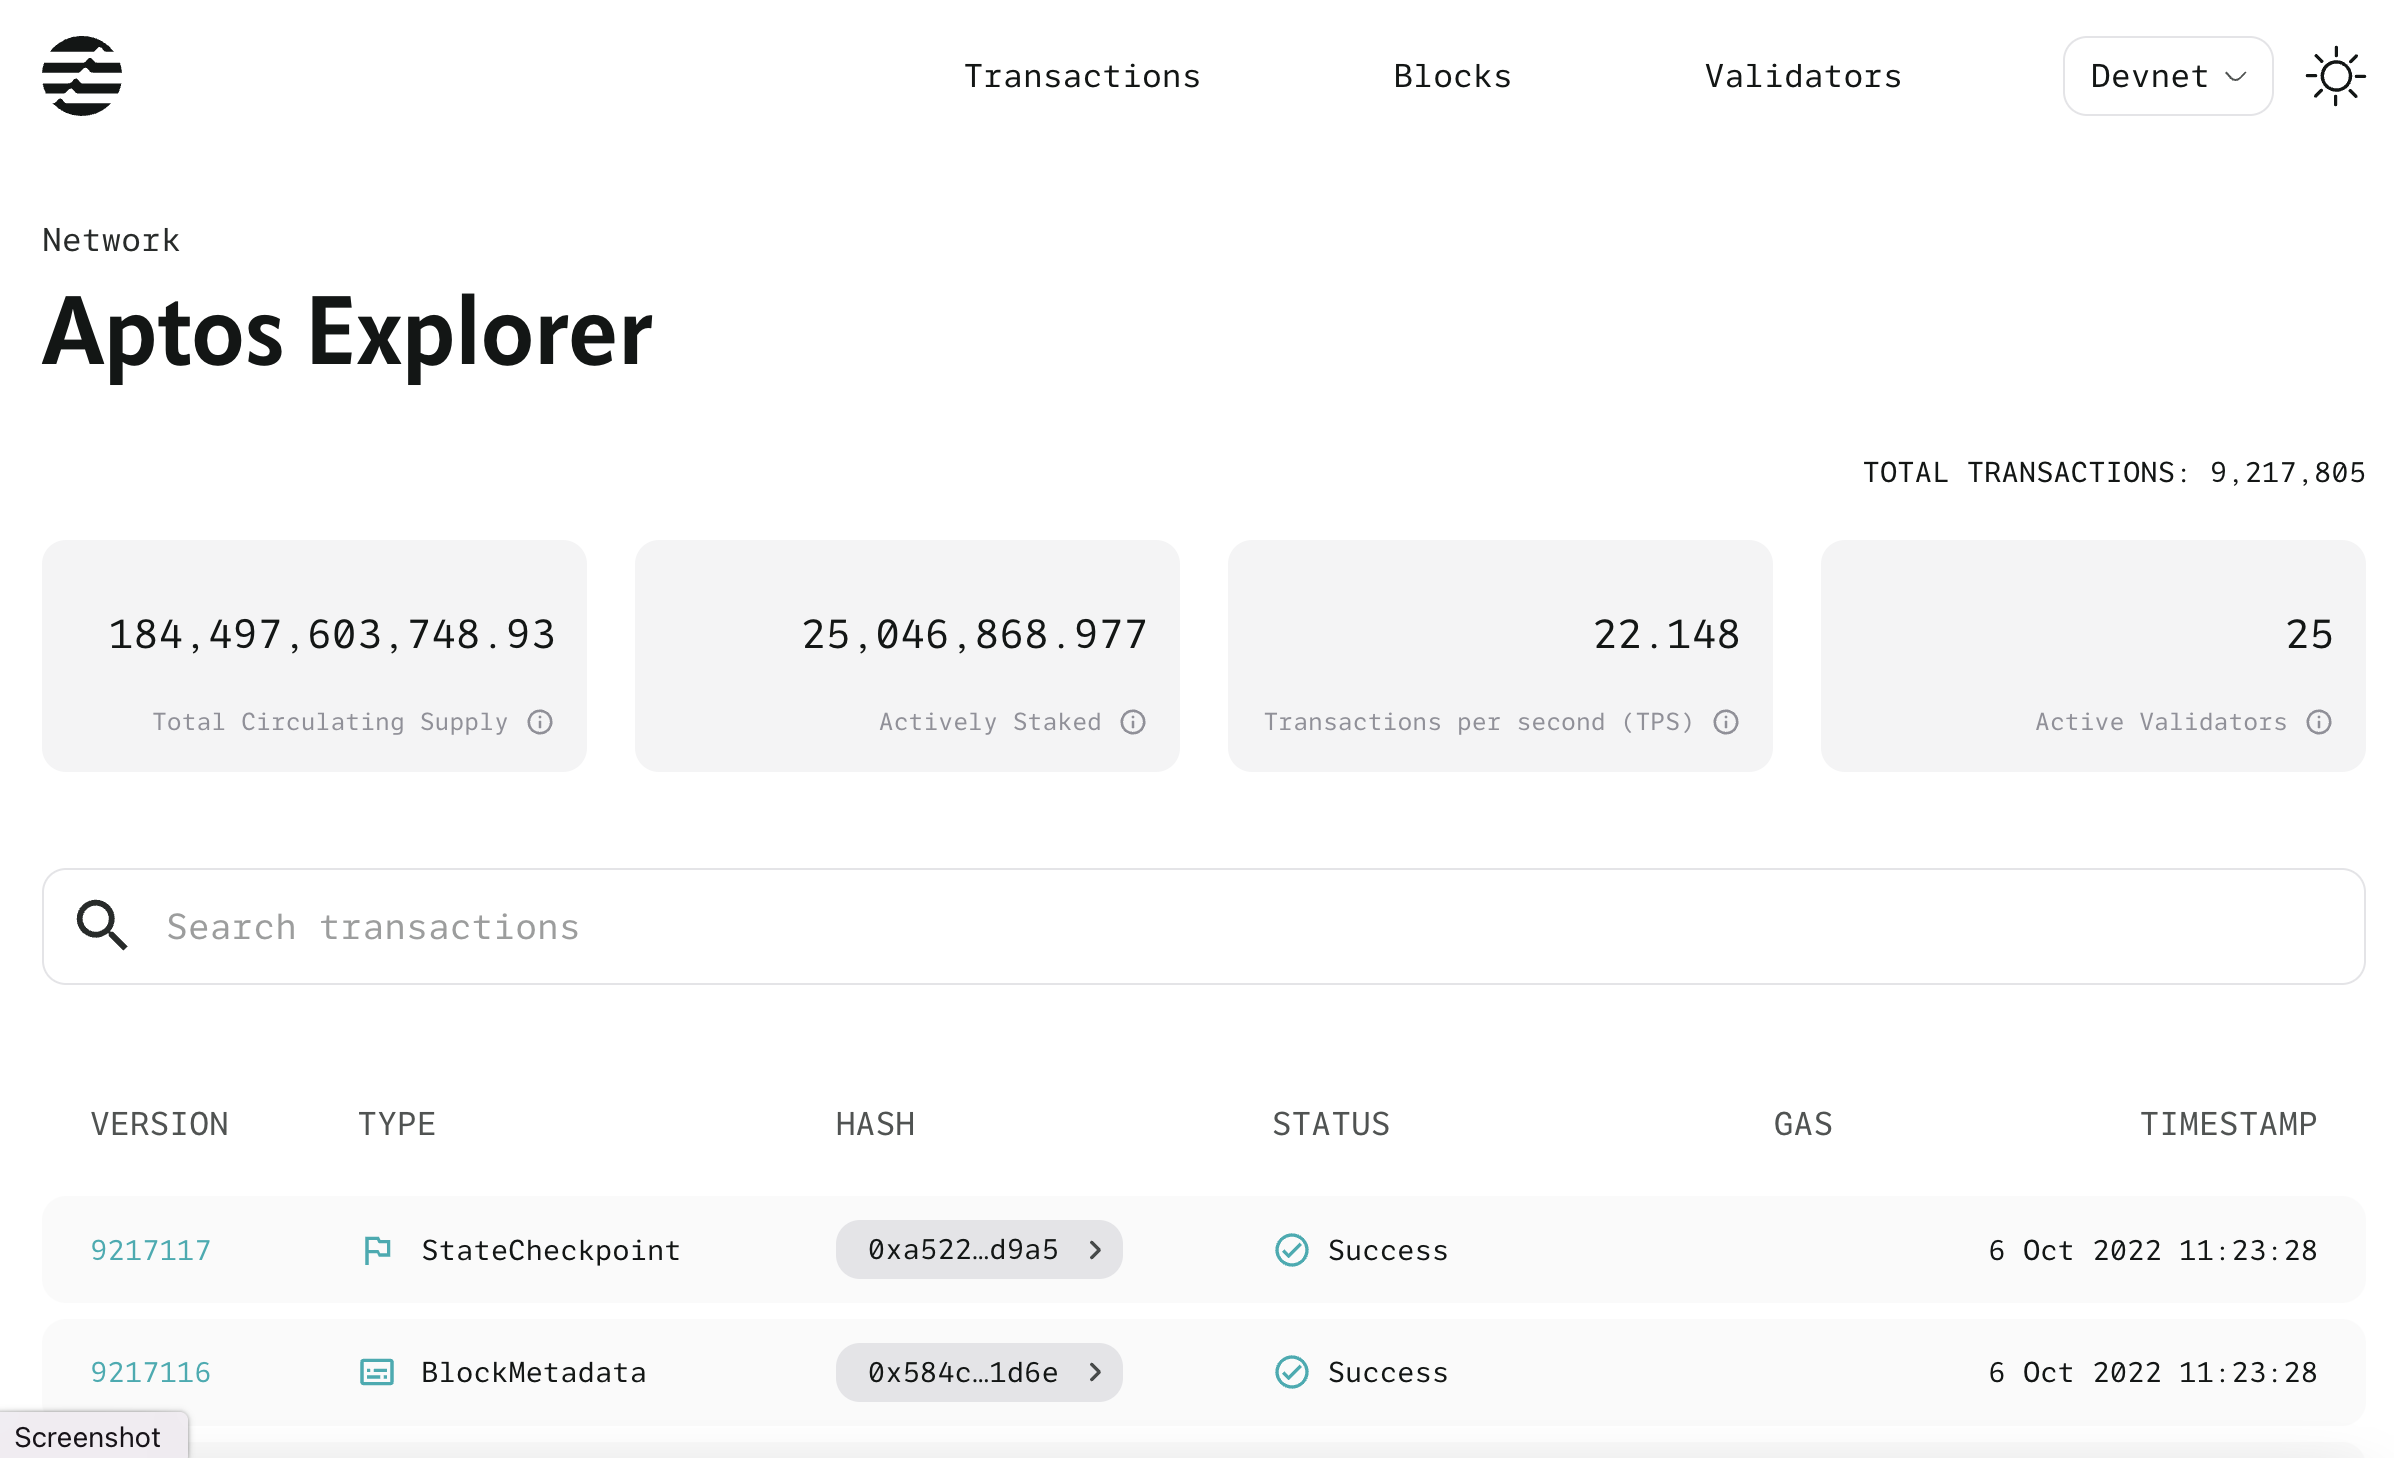 Transactions Blocks Validators Devnet
Network
Aptos Explorer
TOTAL TRANSACTIONS: 9,217,805
184,497,603,748.93 25,046,868.977 22.148 25
Total Circulating Supply Actively Staked Transactions per second (TPS) Active Validators
Search transactions
VERSION TYPE HASH STATUS GAS TIMESTAMP
9217117 StateCheckpoint 0xa522…d9a5 Success 6 Oct 2022 11:23:28
9217116 BlockMetadata 0x584c…1d6e Success 6 Oct 2022 11:23:28
Screenshot